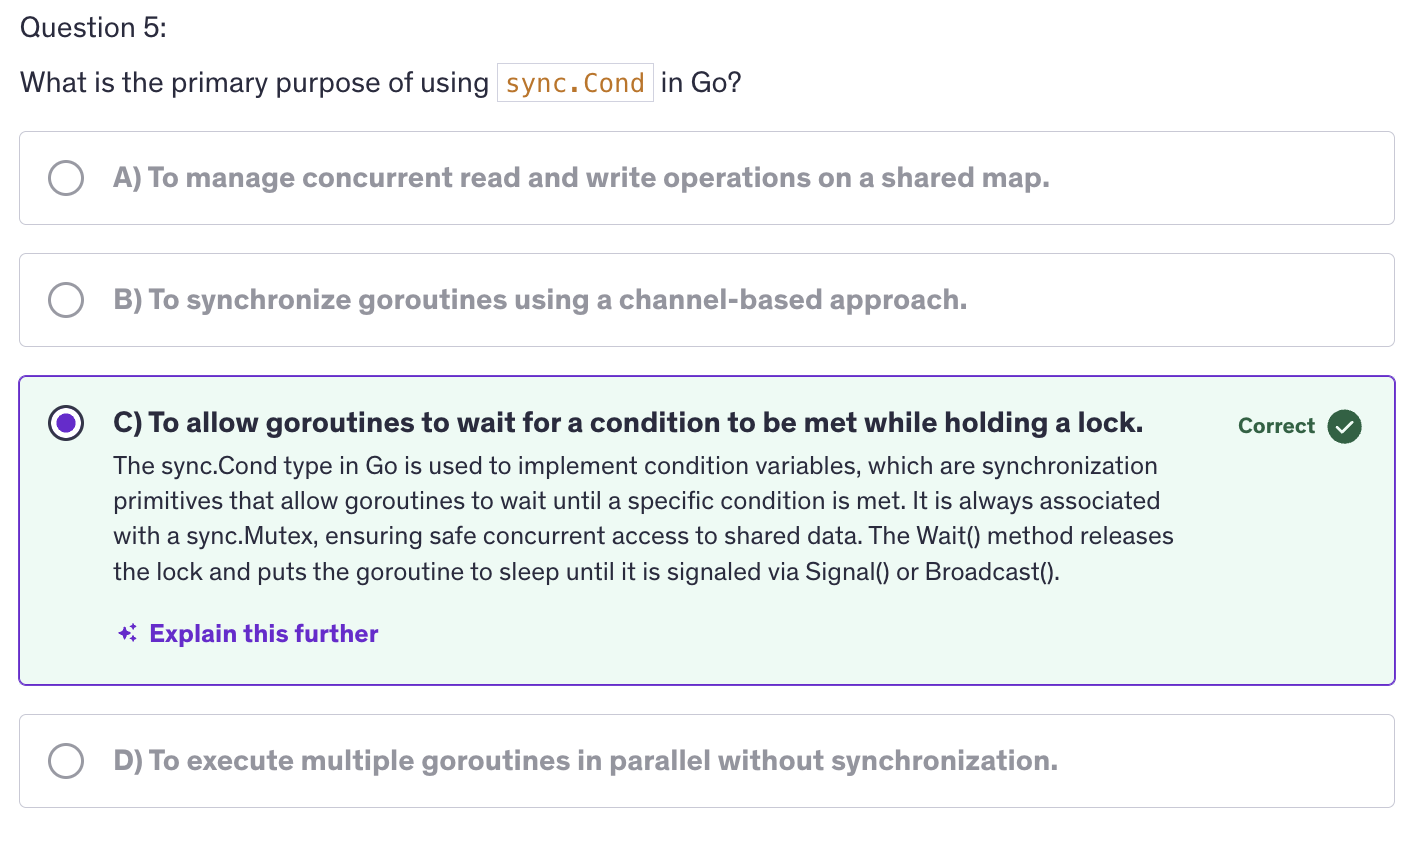 Question 5:
What is the primary purpose of using sync.Cond in Go?
A) To manage concurrent read and write operations on a shared map.
B) To synchronize goroutines using a channel-based approach.
C) To allow goroutines to wait for a condition to be met while holding a lock.
Correct
The sync.Cond type in Go is used to implement condition variables, which are synchronization
primitives that allow goroutines to wait until a specific condition is met. It is always associated
with a sync.Mutex, ensuring safe concurrent access to shared data. The Wait() method releases
the lock and puts the goroutine to sleep until it is signaled via Signal() or Broadcast().
Explain this further
D) To execute multiple goroutines in parallel without synchronization.